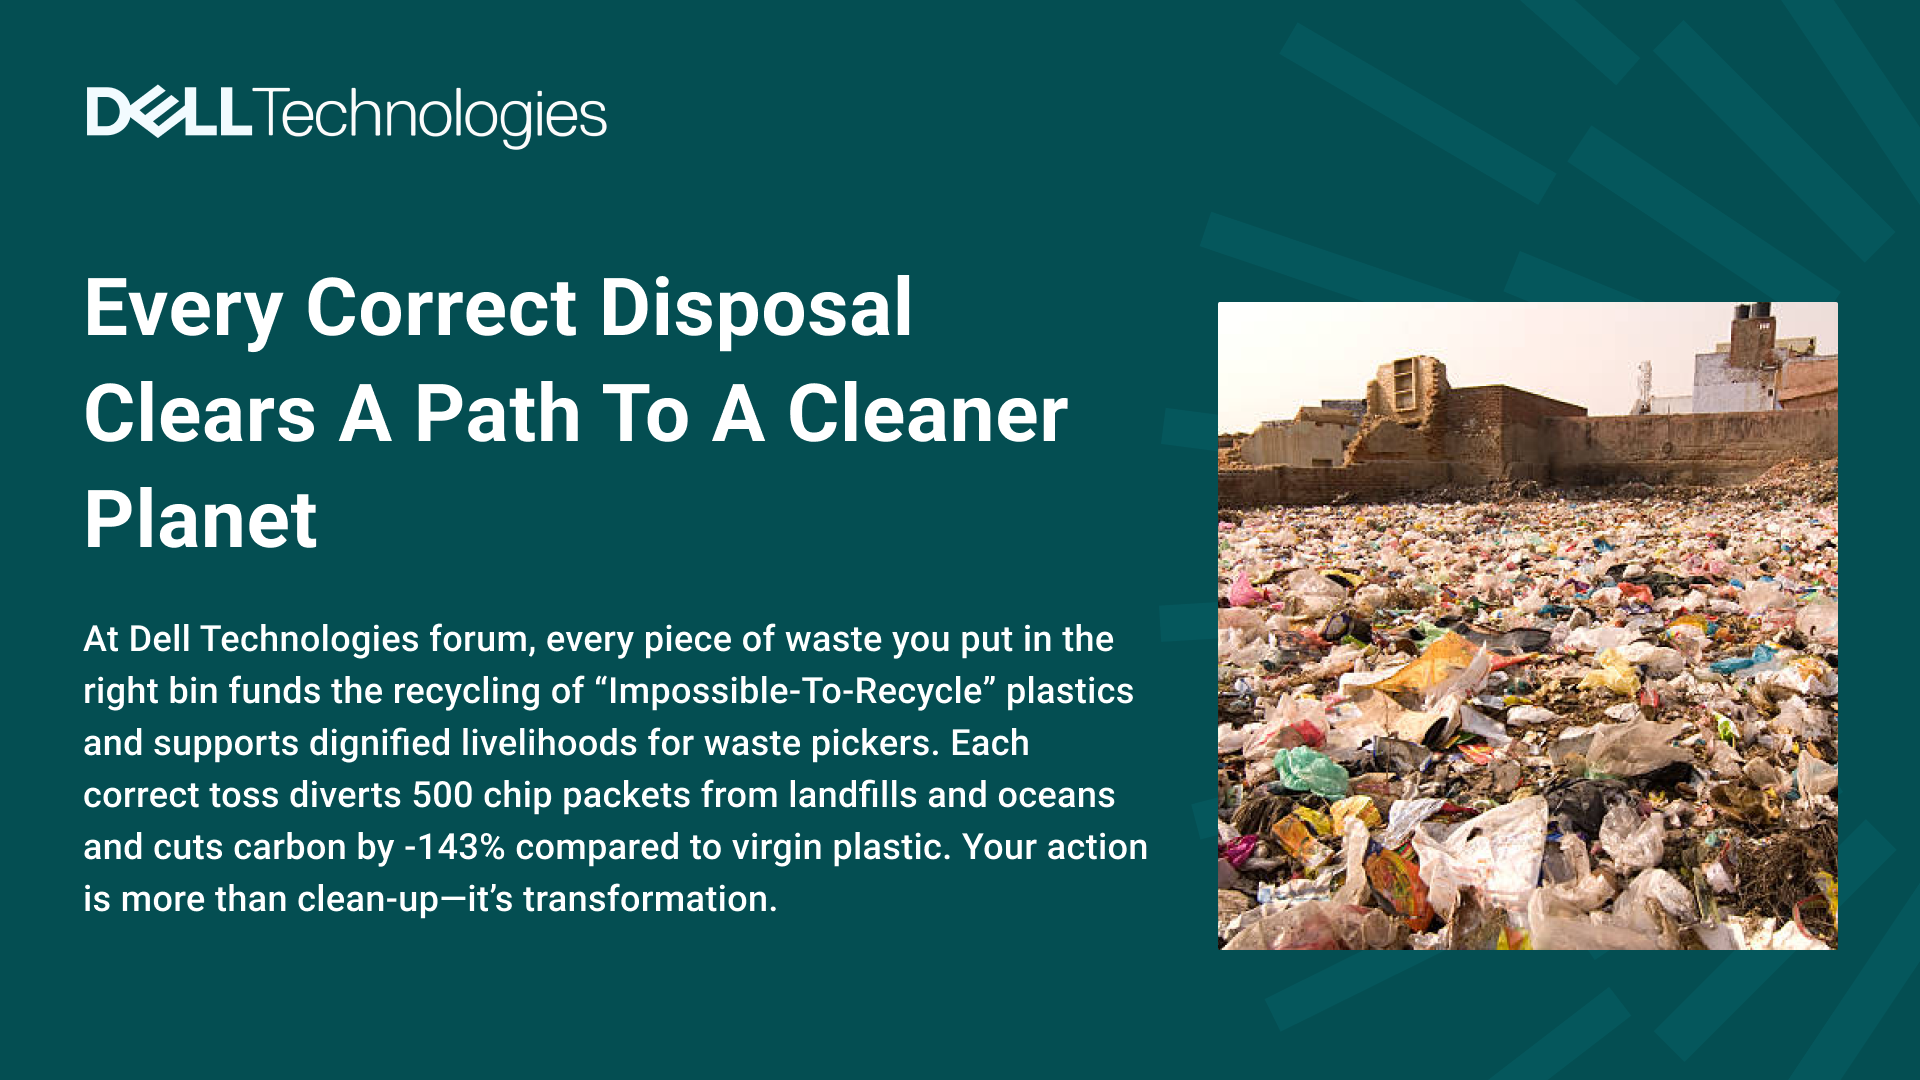 DELLTechnologies
Every Correct Disposal
Clears A Path To A Cleaner
Planet
At Dell Technologies forum, every piece of waste you put in the
right bin funds the recycling of “Impossible-To-Recycle” plastics
and supports dignified livelihoods for waste pickers. Each
correct toss diverts 500 chip packets from landfills and oceans
and cuts carbon by -143% compared to virgin plastic. Your action
is more than clean-up—it’s transformation.